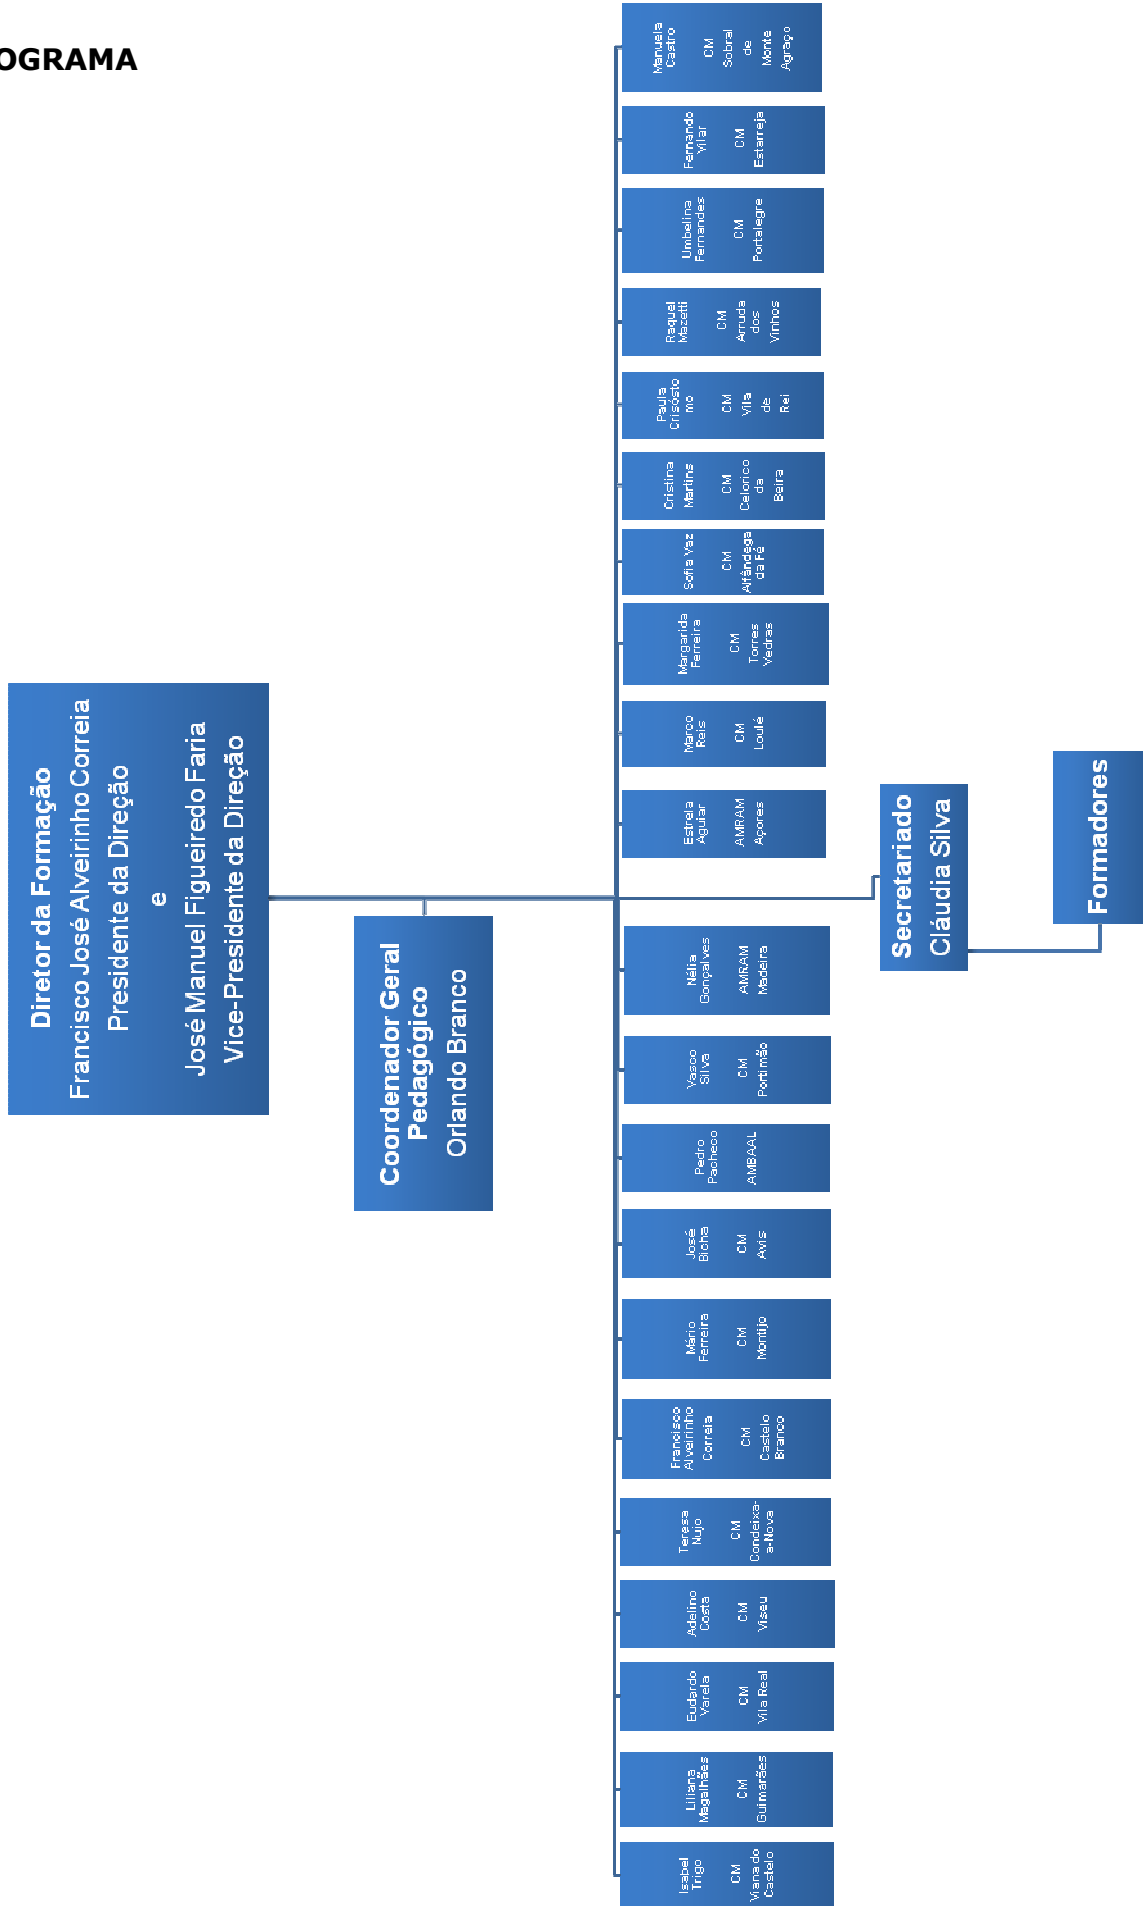 OGRAMA
Diretor da Formação
Francisco José Alveirinho Correia
Presidente da Direção
e
José Manuel Figueiredo Faria
Vice-Presidente da Direção
Coordenador Geral
Pedagógico
Orlando Branco
Isabel
Trigo
CM
Viana do
Castelo
Liliana
Magalhães
CM
Guimarães
Eudardo
Varela
CM
Vila Real
Adelino
Costa
CM
Viseu
Teresa
Nujo
CM
Condeixa-
a-Nova
Francisco
Alveirinho
Correia
CM
Castelo
Branco
Mário
Ferreira
CM
Montijo
José
Bicha
CM
Avis
Pedro
Pacheco
AMBAAL
Vasco
Silva
CM
Portimão
Nélia
Gonçalves
AMRAM
Madeira
Estrela
Aguiar
AMRAM
Açores
Marco
Reis
CM
Loulé
Margarida
Ferreira
CM
Torres
Vedras
Sofia Vaz
CM
Alfândega
da Fé
Cristina
Martins
CM
Celorico
da
Beira
Paula
Crisósto
mo
CM
Vila
de
Rei
Raquel
Mazetti
CM
Arruda
dos
Vinhos
Umbelina
Fernandes
CM
Portalegre
Fernando
Vilar
CM
Estarreja
Manuela
Castro
CM
Sobral
de
Monte
Agraço
Secretariado
Cláudia Silva
Formadores